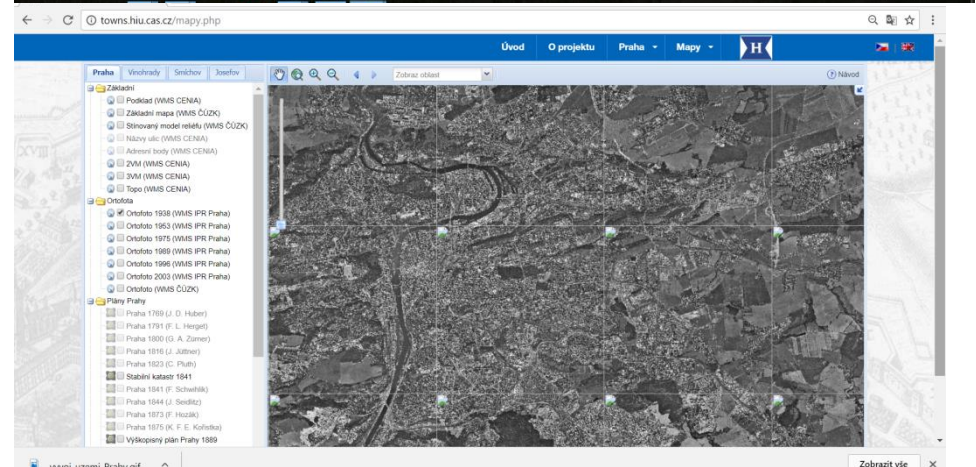 towns.hiu.cas.cz/mapy.php
Úvod O projektu Praha Mapy H
Praha Vinohrady Smíchov Josefov
Zobraz oblast
Návod
Základní
Podklad (WMS CENIA)
Základní mapa (WMS ČÚZK)
Stínovaný model reliéfu (WMS ČÚZK)
Názvy ulic (WMS CENIA)
Adresní body (WMS CENIA)
2VM (WMS CENIA)
3VM (WMS CENIA)
Topo (WMS CENIA)
Ortofota
Ortofoto 1938 (WMS IPR Praha)
Ortofoto 1953 (WMS IPR Praha)
Ortofoto 1975 (WMS IPR Praha)
Ortofoto 1989 (WMS IPR Praha)
Ortofoto 1996 (WMS IPR Praha)
Ortofoto 2003 (WMS IPR Praha)
Ortofoto (WMS ČÚZK)
Plány Prahy
Praha 1769 (J. D. Huber)
Praha 1791 (F. L. Herget)
Praha 1800 (G. A. Zürner)
Praha 1816 (J. Jüttner)
Praha 1823 (C. Pluth)
Stabilní katastr 1841
Praha 1841 (F. Schwihlik)
Praha 1844 (J. Seidlitz)
Praha 1873 (F. Hozák)
Praha 1875 (K. F. E. Kořistka)
Výškopisný plán Prahy 1889
XVIII
vyvoj_uzemi_Prahy.gif
Zobrazit vše